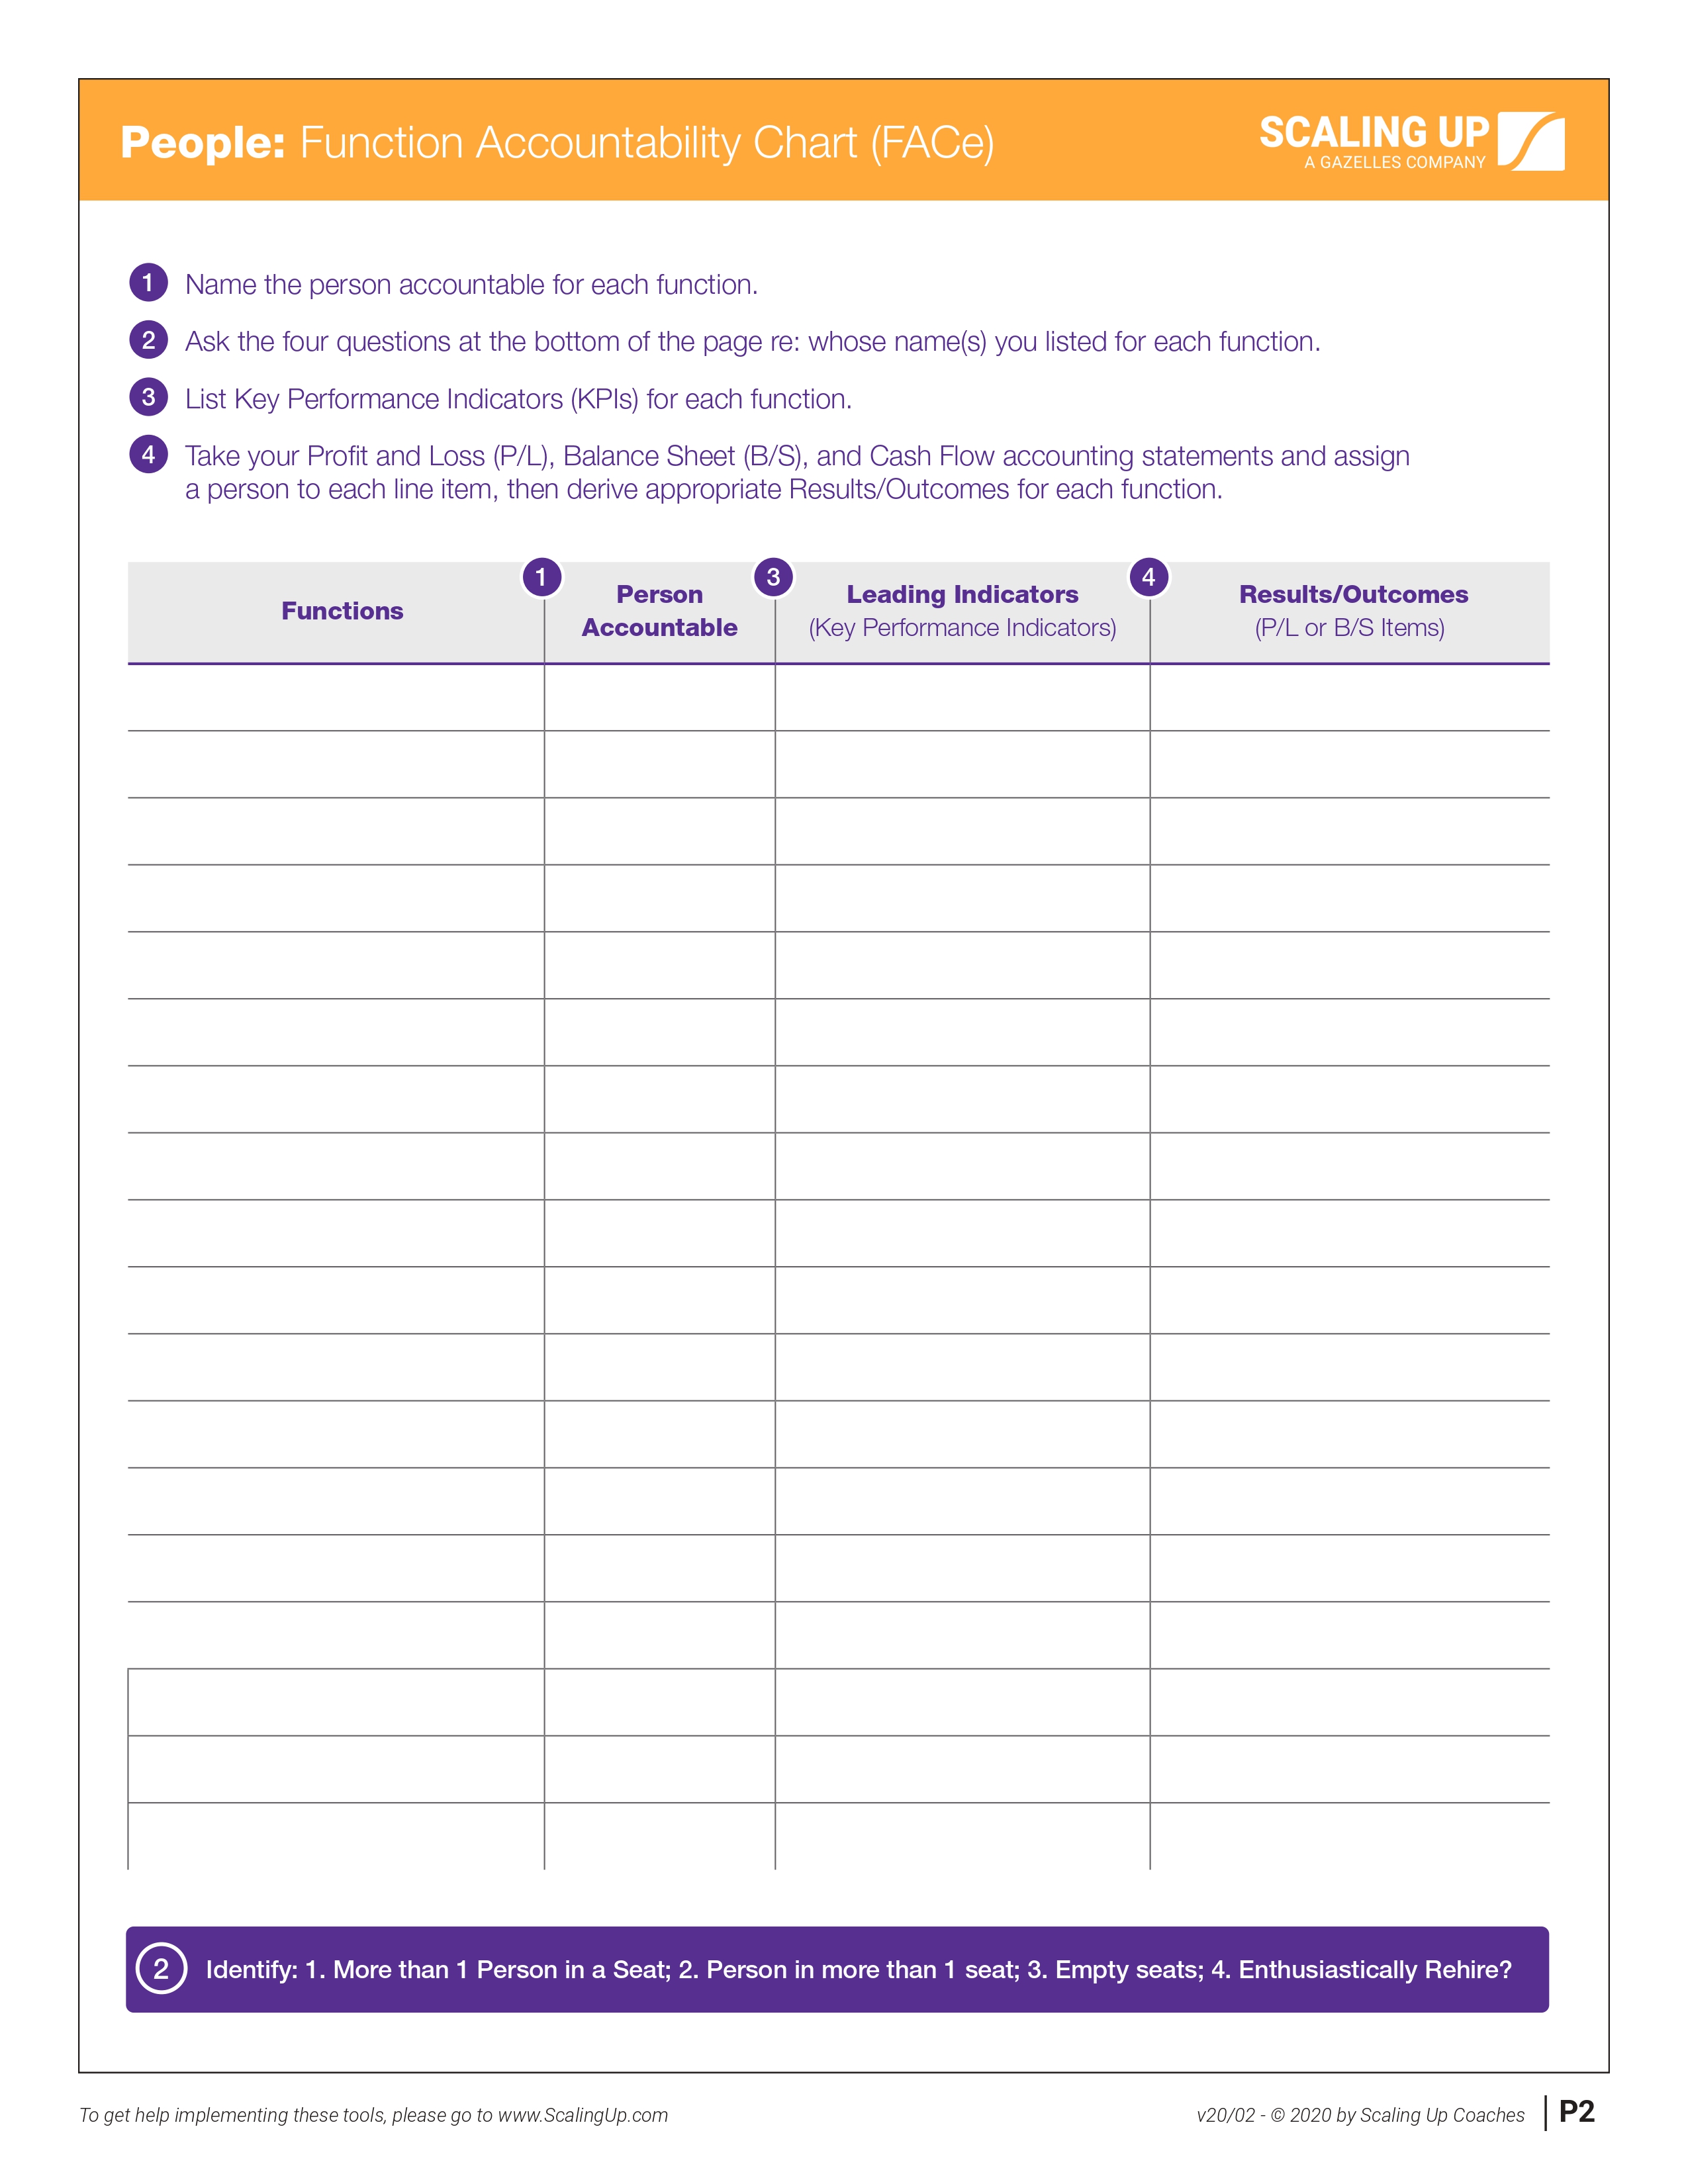 People: Function Accountability Chart (FACe)
SCALING UP
A GAZELLES COMPANY
1 Name the person accountable for each function.
2 Ask the four questions at the bottom of the page re: whose name(s) you listed for each function.
3 List Key Performance Indicators (KPIs) for each function.
4 Take your Profit and Loss (P/L), Balance Sheet (B/S), and Cash Flow accounting statements and assign
a person to each line item, then derive appropriate Results/Outcomes for each function.
Functions
1
Person
Accountable
3
Leading Indicators
(Key Performance Indicators)
4
Results/Outcomes
(P/L or B/S Items)
2 Identify: 1. More than 1 Person in a Seat; 2. Person in more than 1 seat; 3. Empty seats; 4. Enthusiastically Rehire?
To get help implementing these tools, please go to www.ScalingUp.com
v20/02 - © 2020 by Scaling Up Coaches
P2